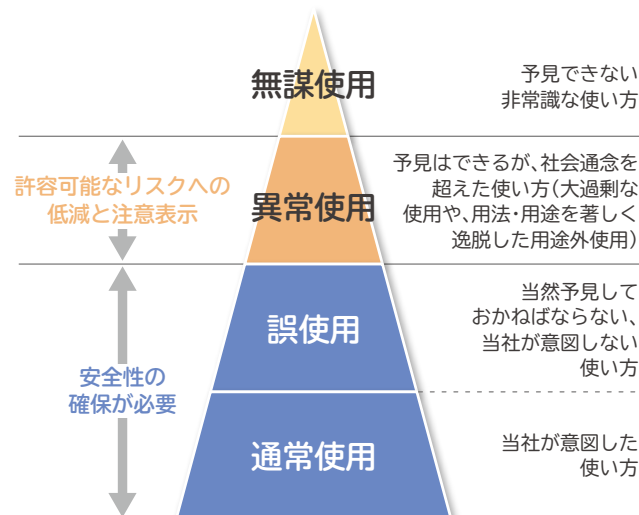 無謀使用
予見できない
非常識な使い方
許容可能なリスクへの
低減と注意表示
異常使用
予見はできるが、社会通念を
超えた使い方(大過剰な
使用や、用法・用途を著しく
逸脱した用途外使用)
安全性の
確保が必要
誤使用
当然予見して
おかねばならない、
当社が意図しない
使い方
通常使用
当社が意図した
使い方